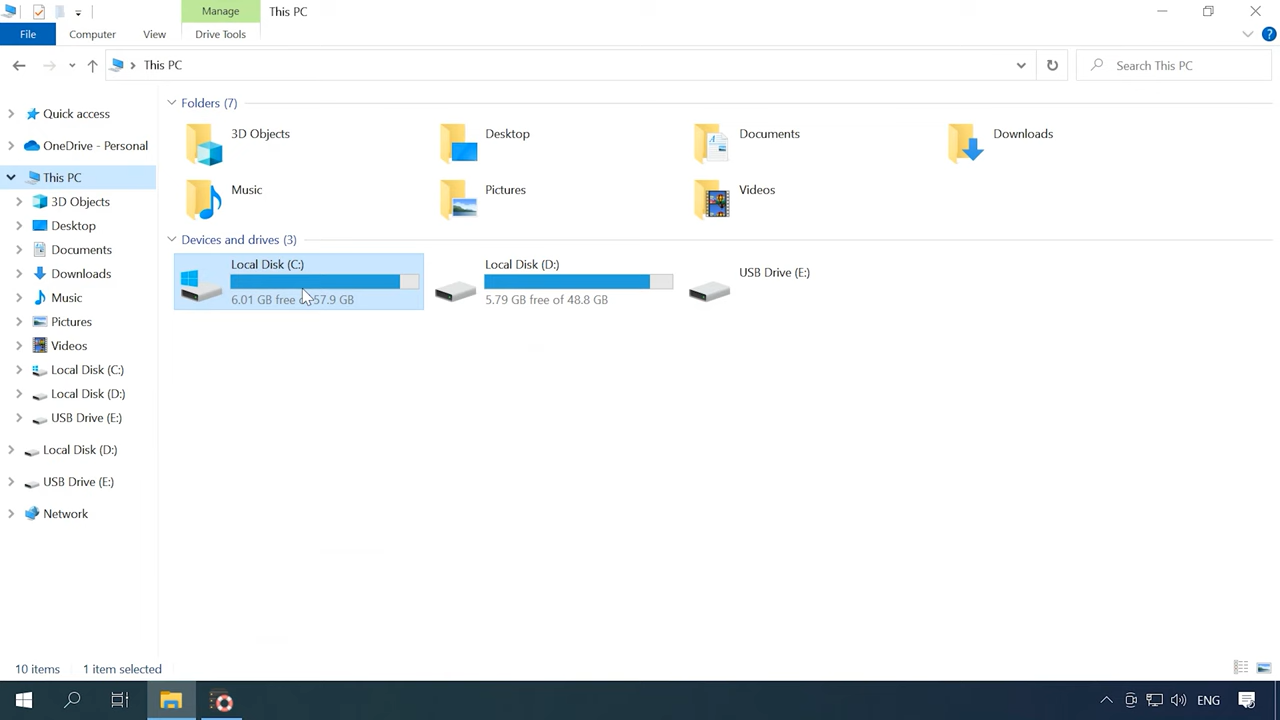 Manage
This PC
File
Computer
View
Drive Tools
This PC
Search This PC
Quick access
OneDrive - Personal
This PC
3D Objects
Desktop
Documents
Downloads
Music
Pictures
Videos
Local Disk (C:)
Local Disk (D:)
USB Drive (E:)
Local Disk (D:)
USB Drive (E:)
Network
Folders (7)
3D Objects
Desktop
Documents
Downloads
Music
Pictures
Videos
Devices and drives (3)
Local Disk (C:)
6.01 GB free of 57.9 GB
Local Disk (D:)
5.79 GB free of 48.8 GB
USB Drive (E:)
10 items
1 item selected
ENG